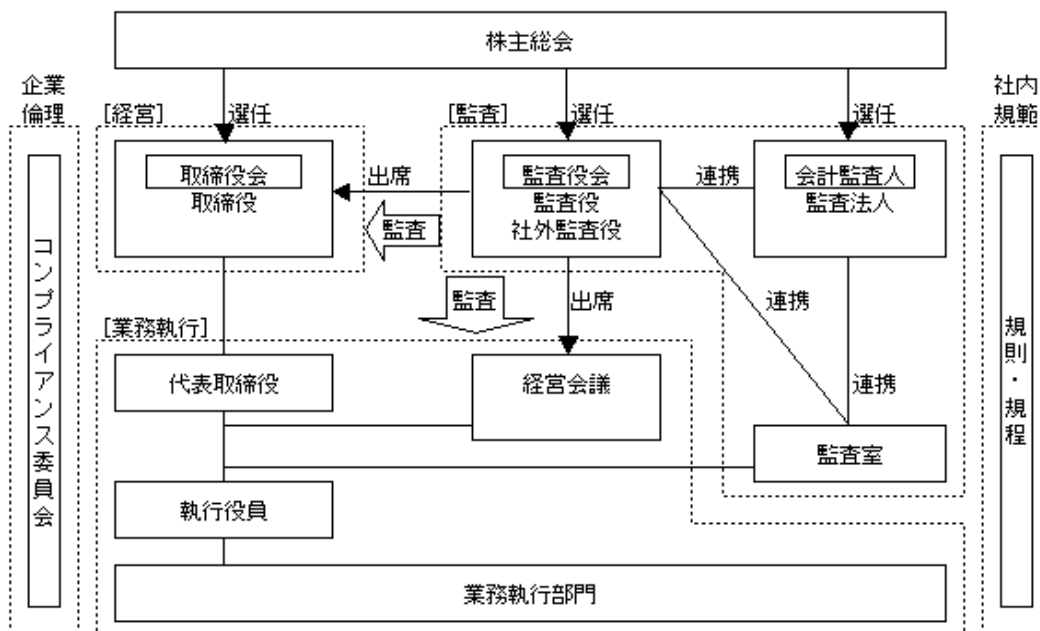 株主総会
企業
倫理
社内
規範
[経営]
選任
[監査]
選任
選任
取締役会
取締役
出席
監査役会
監査役
社外監査役
連携
会計監査人
監査法人
監査
監査
出席
連携
[業務執行]
代表取締役
経営会議
連携
監査室
執行役員
業務執行部門
コンプライアンス委員会
規則・規程